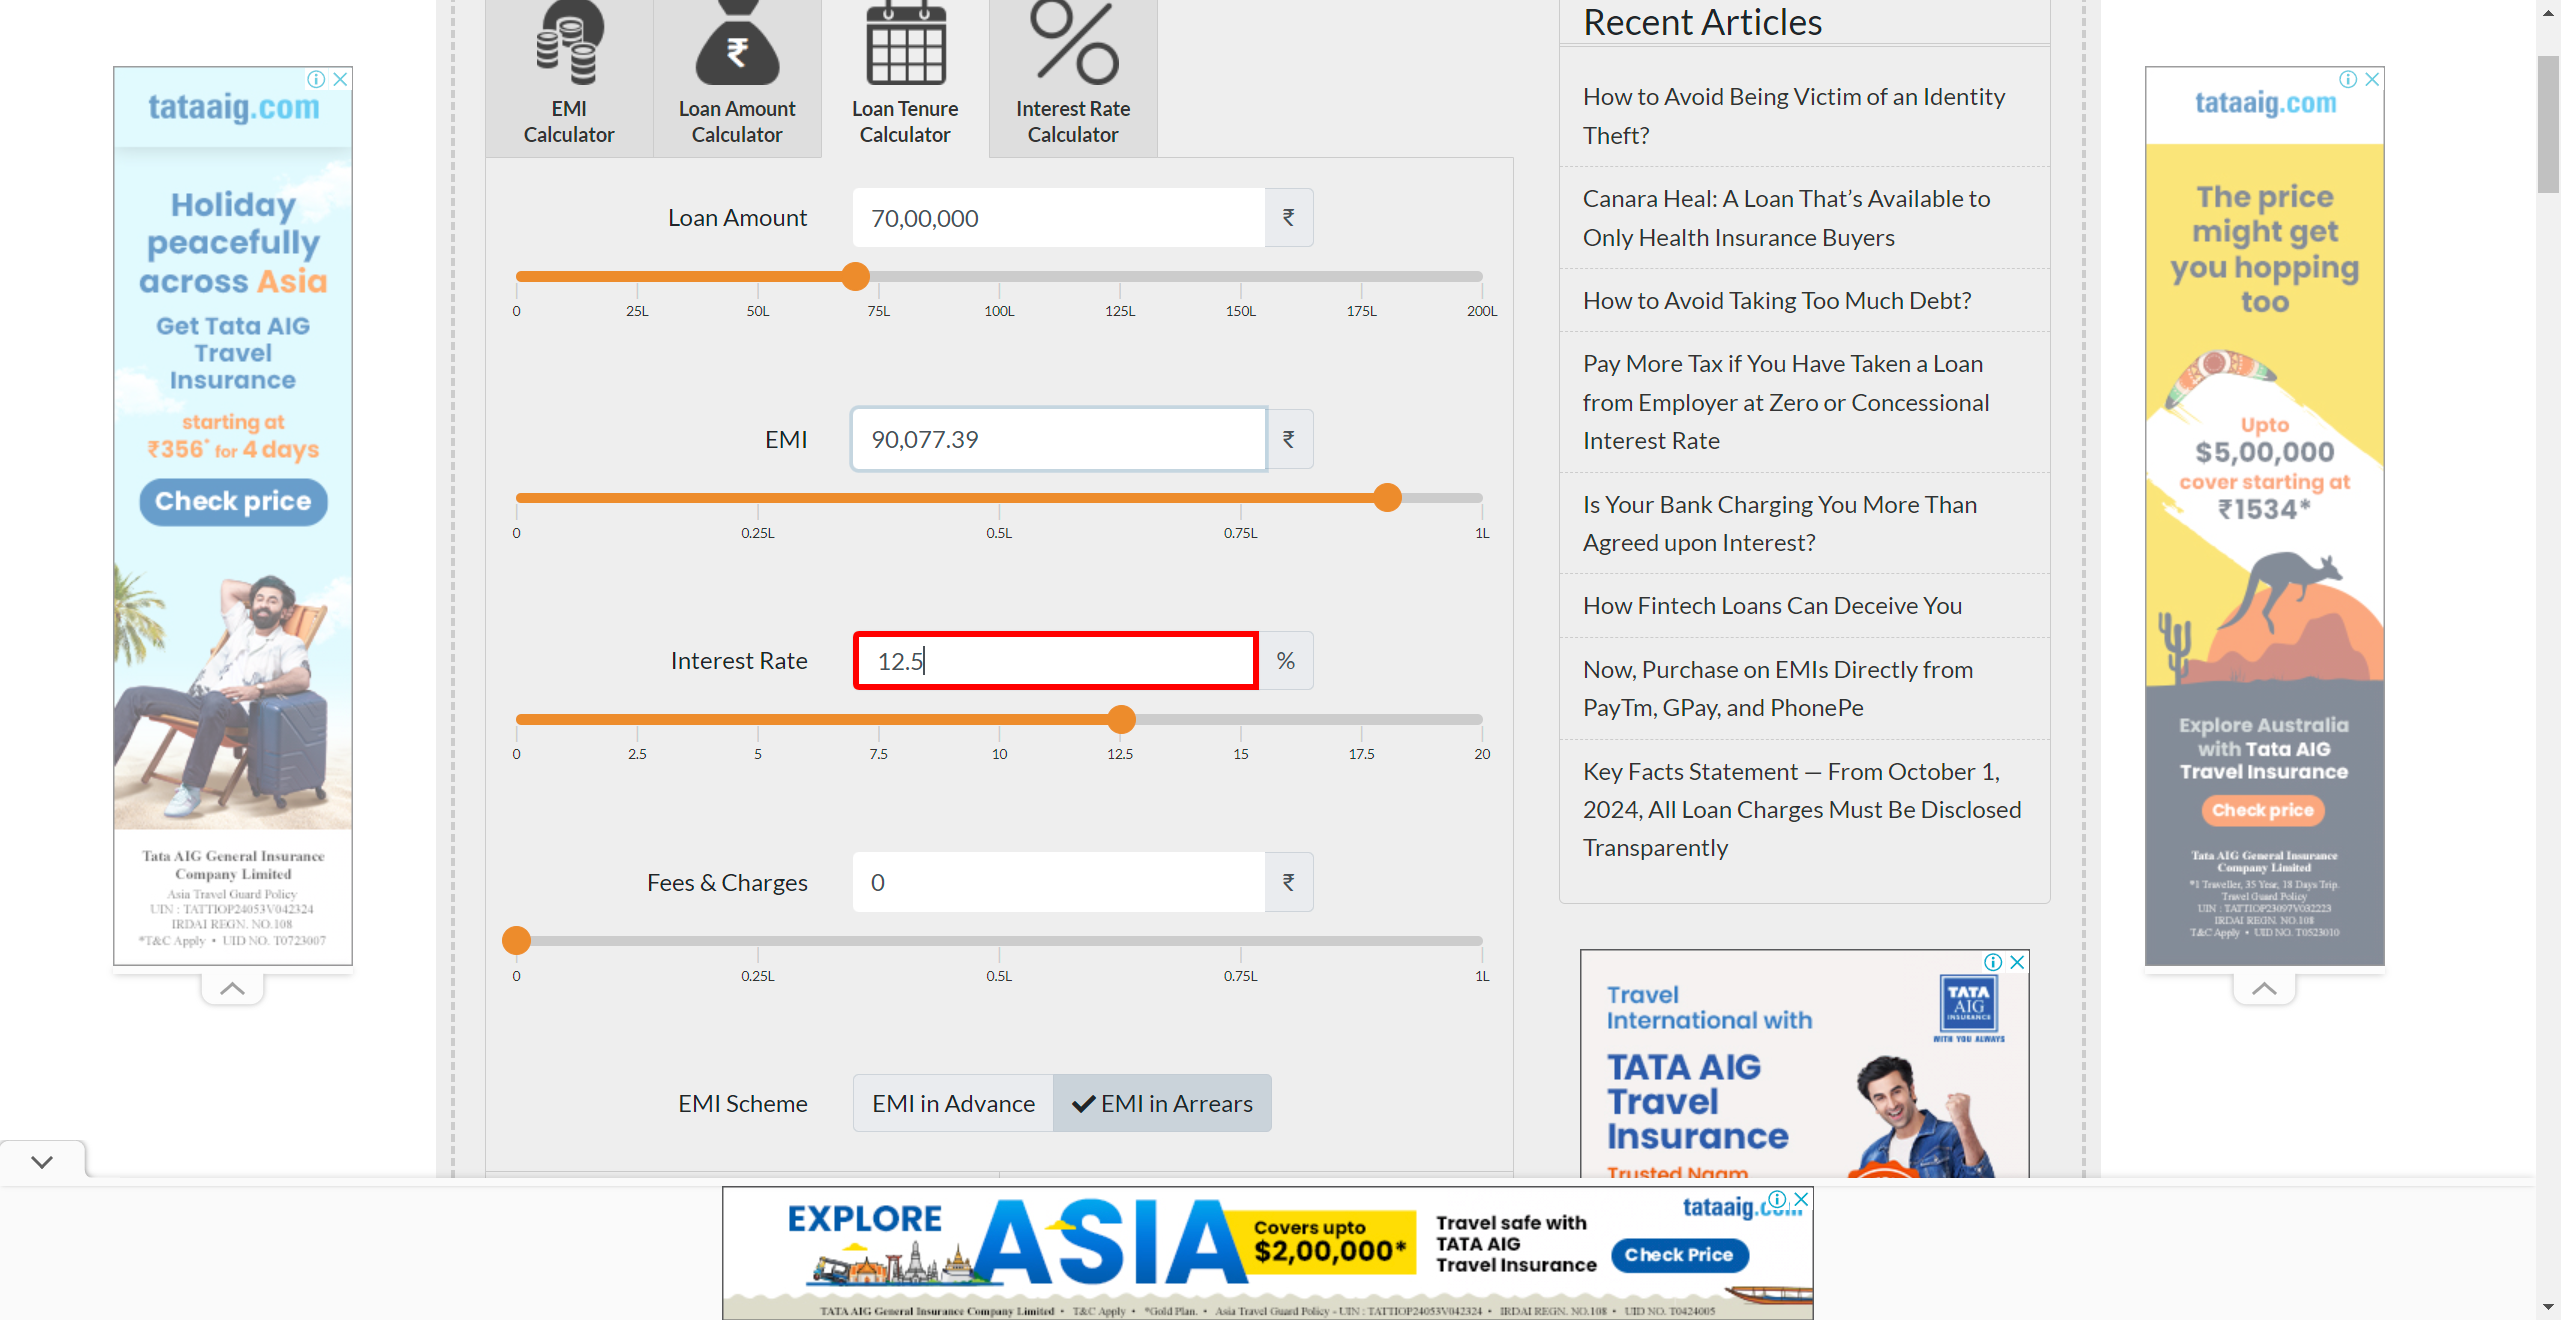 tataaig.com
Holiday
peacefully
across Asia
Get Tata AIG
Travel
Insurance
starting at
₹356* for 4 days
Check price
Tata AIG General Insurance
Company Limited
Asia Travel Guard Policy
UIN : TATTIOP24053V042324
IRDAI REGN. NO.108
*T&C Apply • UID NO. T0723007
EMI
Calculator
Loan Amount
Calculator
Loan Tenure
Calculator
Interest Rate
Calculator
Loan Amount
70,00,000
₹
0 25L 50L 75L 100L 125L 150L 175L 200L
EMI
90,077.39
₹
0 0.25L 0.5L 0.75L 1L
Interest Rate
12.5
%
0 2.5 5 7.5 10 12.5 15 17.5 20
Fees & Charges
0
₹
0 0.25L 0.5L 0.75L 1L
EMI Scheme
EMI in Advance
EMI in Arrears
Recent Articles
How to Avoid Being Victim of an Identity
Theft?
Canara Heal: A Loan That’s Available to
Only Health Insurance Buyers
How to Avoid Taking Too Much Debt?
Pay More Tax if You Have Taken a Loan
from Employer at Zero or Concessional
Interest Rate
Is Your Bank Charging You More Than
Agreed upon Interest?
How Fintech Loans Can Deceive You
Now, Purchase on EMIs Directly from
PayTm, GPay, and PhonePe
Key Facts Statement — From October 1,
2024, All Loan Charges Must Be Disclosed
Transparently
Travel
International with
TATA AIG
Travel
Insurance
Trusted Naam
TATA
AIG
INSURANCE
WITH YOU ALWAYS
tataaig.com
The price
might get
you hopping
too
Upto
$5,00,000
cover starting at
₹1534*
Explore Australia
with Tata AIG
Travel Insurance
Check price
Tata AIG General Insurance
Company Limited
*1 Traveller, 35 Year, 18 Days Trip.
Travel Guard Policy
UIN : TATTIOP23097V032223
IRDAI REGN. NO.108
T&C Apply • UID NO. T0523010
EXPLORE
ASIA
Covers upto
$2,00,000*
Travel safe with
TATA AIG
Travel Insurance
tataaig.com
Check Price
TATA AIG General Insurance Company Limited • T&C Apply • *Gold Plan. • Asia Travel Guard Policy - UIN : TATTIOP24053V042324 • IRDAI REGN. NO.108 • UID NO. T0424005